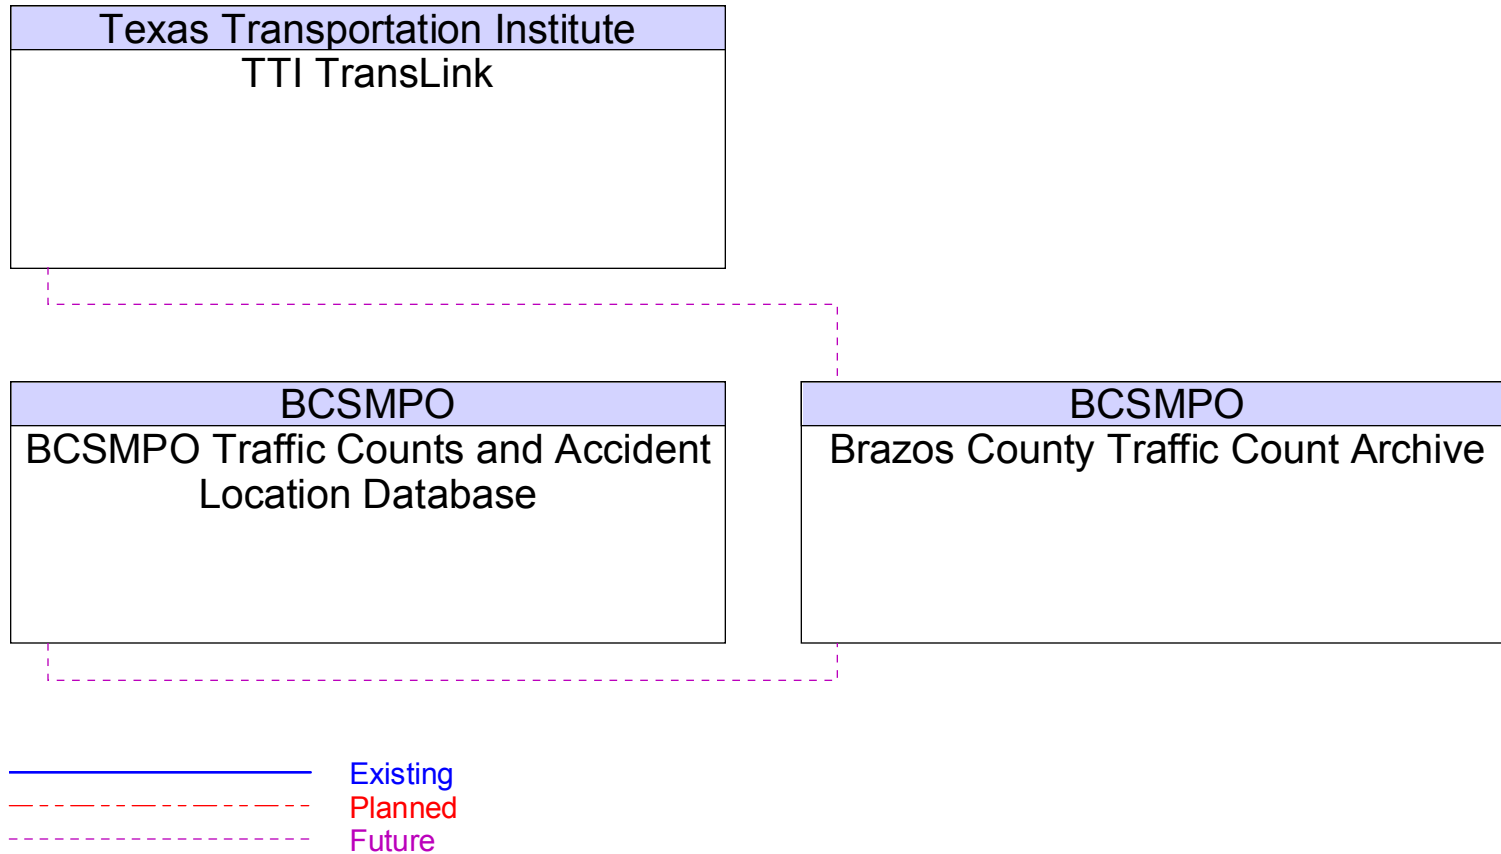 Texas Transportation Institute
TTI TransLink
BCSMPO
BCSMPO Traffic Counts and Accident
Location Database
BCSMPO
Brazos County Traffic Count Archive
Existing
Planned
Future